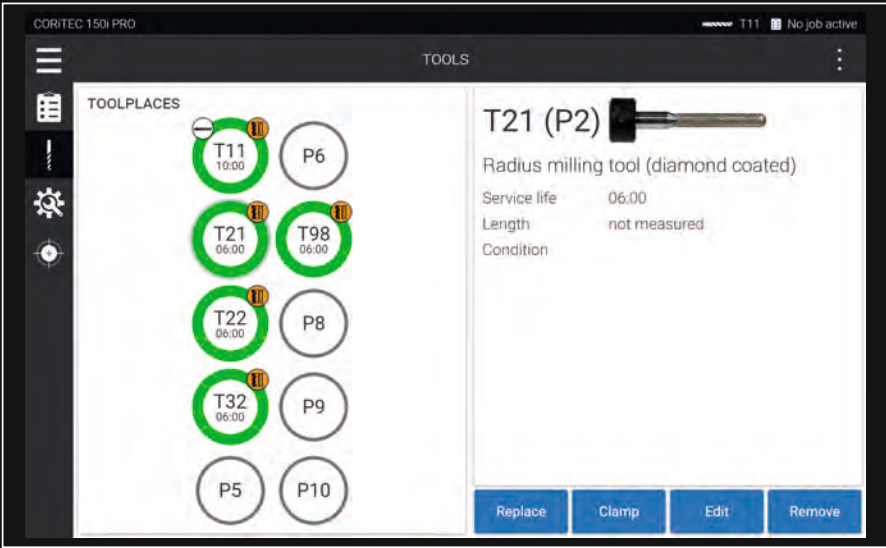 CORiTEC 150i PRO
T11 No job active
TOOLS
TOOLPLACES
T11
10:00
P6
T21
06:00
T98
06:00
T22
06:00
P8
T32
06:00
P9
P5
P10
T21 (P2)
Radius milling tool (diamond coated)
Service life 06:00
Length not measured
Condition
Replace
Clamp
Edit
Remove